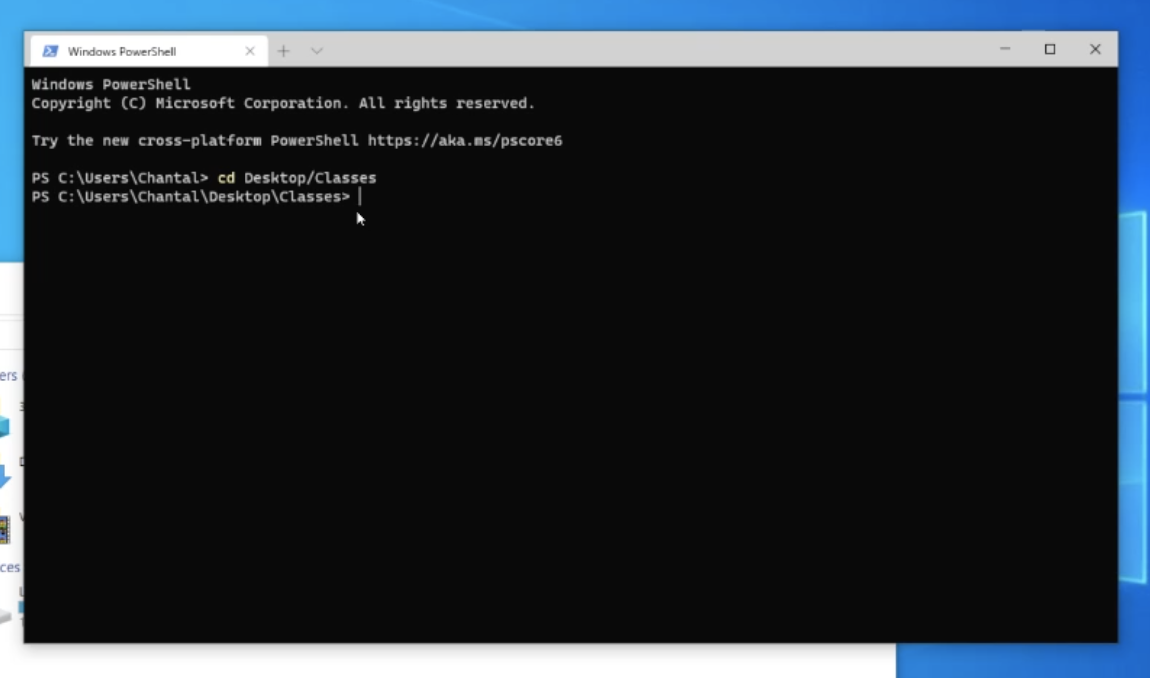 Windows PowerShell
Windows PowerShell
Copyright (C) Microsoft Corporation. All rights reserved.
Try the new cross-platform PowerShell https://aka.ms/pscore6
PS C:\Users\Chantal> cd Desktop/Classes
PS C:\Users\Chantal\Desktop\Classes>
ers
ces